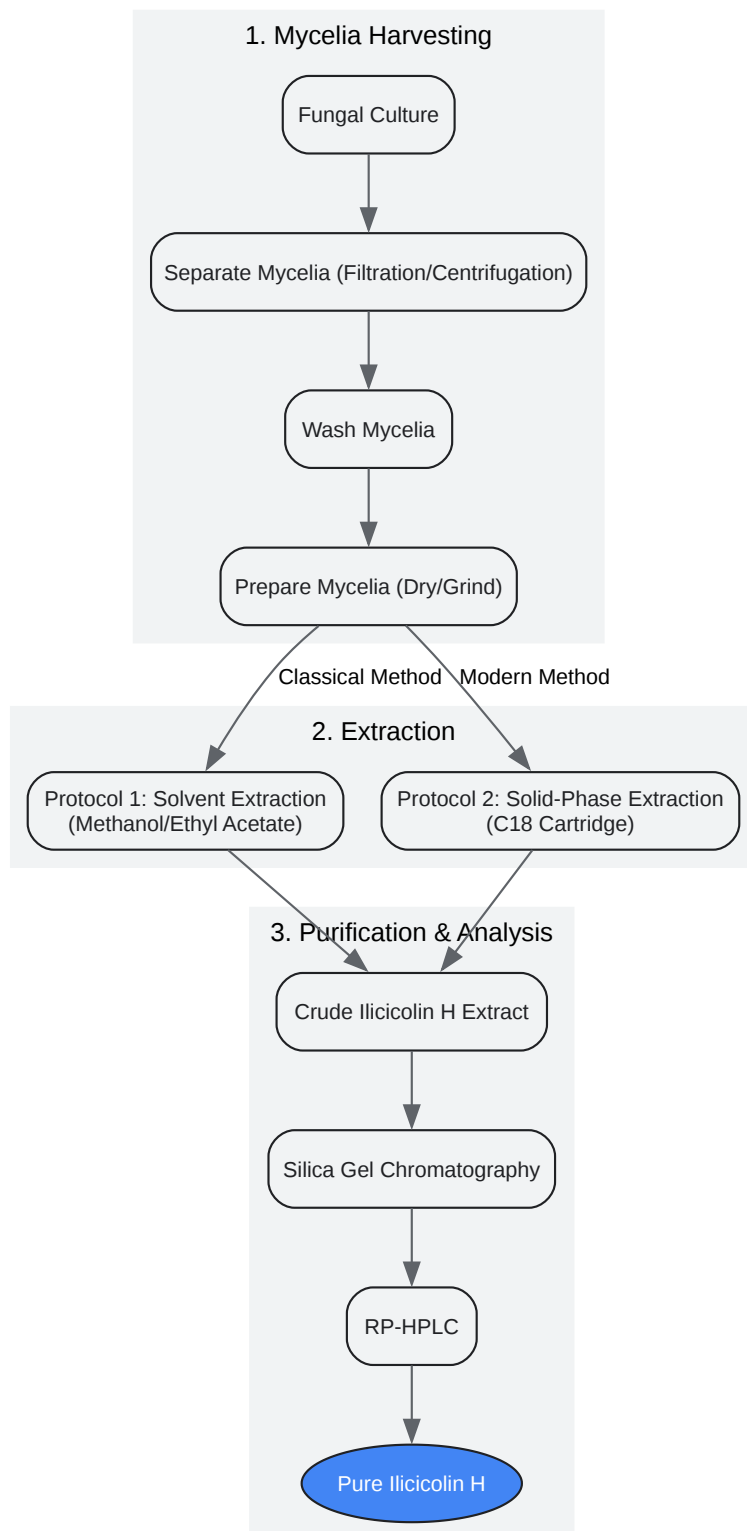 1. Mycelia Harvesting
Fungal Culture
Separate Mycelia (Filtration/Centrifugation)
Wash Mycelia
Prepare Mycelia (Dry/Grind)
Classical Method
Modern Method
2. Extraction
Protocol 1: Solvent Extraction
(Methanol/Ethyl Acetate)
Protocol 2: Solid-Phase Extraction
(C18 Cartridge)
3. Purification & Analysis
Crude Ilicicolin H Extract
Silica Gel Chromatography
RP-HPLC
Pure Ilicicolin H